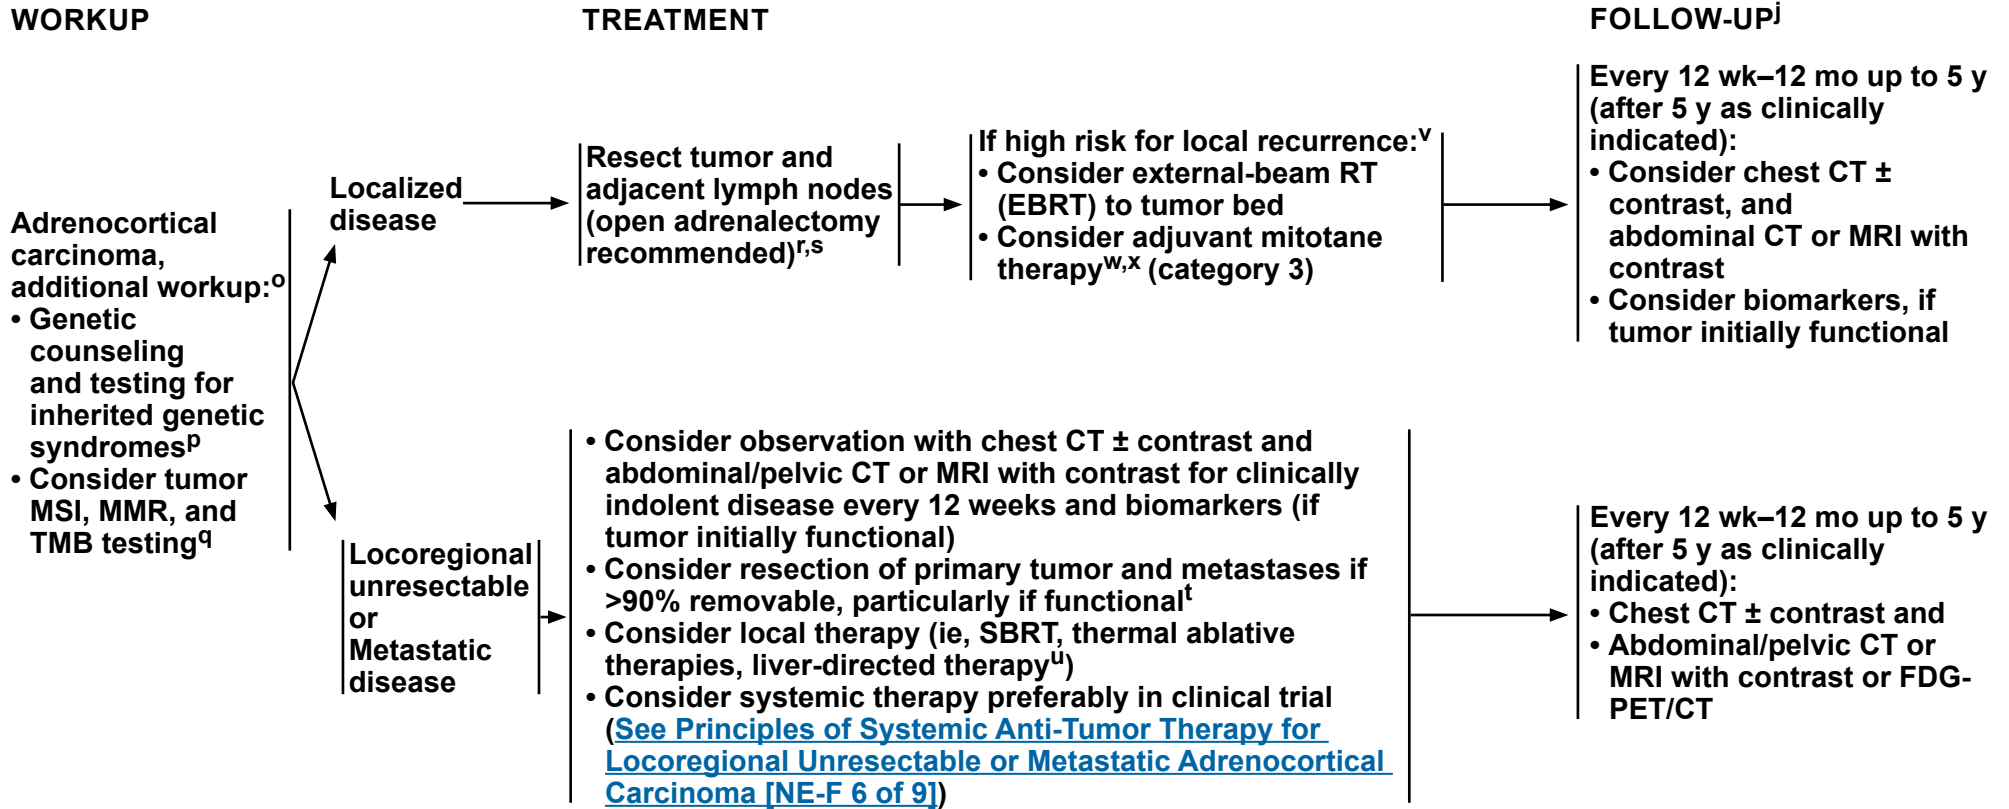 WORKUP
TREATMENT
FOLLOW-UPj
Adrenocortical
carcinoma,
additional workup:o
• Genetic
counseling
and testing for
inherited genetic
syndromesp
• Consider tumor
MSI, MMR, and
TMB testingq
Localized
disease
Resect tumor and
adjacent lymph nodes
(open adrenalectomy
recommended)r,s
If high risk for local recurrence:v
• Consider external-beam RT
(EBRT) to tumor bed
• Consider adjuvant mitotane
therapyw,x (category 3)
Every 12 wk–12 mo up to 5 y
(after 5 y as clinically
indicated):
• Consider chest CT ±
contrast, and
abdominal CT or MRI with
contrast
• Consider biomarkers, if
tumor initially functional
Locoregional
unresectable
or
Metastatic
disease
• Consider observation with chest CT ± contrast and
abdominal/pelvic CT or MRI with contrast for clinically
indolent disease every 12 weeks and biomarkers (if
tumor initially functional)
• Consider resection of primary tumor and metastases if
>90% removable, particularly if functionalt
• Consider local therapy (ie, SBRT, thermal ablative
therapies, liver-directed therapyu)
• Consider systemic therapy preferably in clinical trial
(See Principles of Systemic Anti-Tumor Therapy for
Locoregional Unresectable or Metastatic Adrenocortical
Carcinoma [NE-F 6 of 9])
Every 12 wk–12 mo up to 5 y
(after 5 y as clinically
indicated):
• Chest CT ± contrast and
• Abdominal/pelvic CT or
MRI with contrast or FDG-
PET/CT